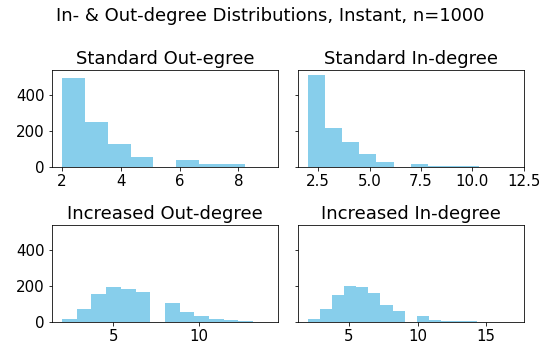 In- & Out-degree Distributions, Instant, n=1000
Standard Out-egree Standard In-degree
400
200
0
2 4 6 8 2.5 5.0 7.5 10.0 12.5
Increased Out-degree Increased In-degree
400
200
0
5 10 5 10 15